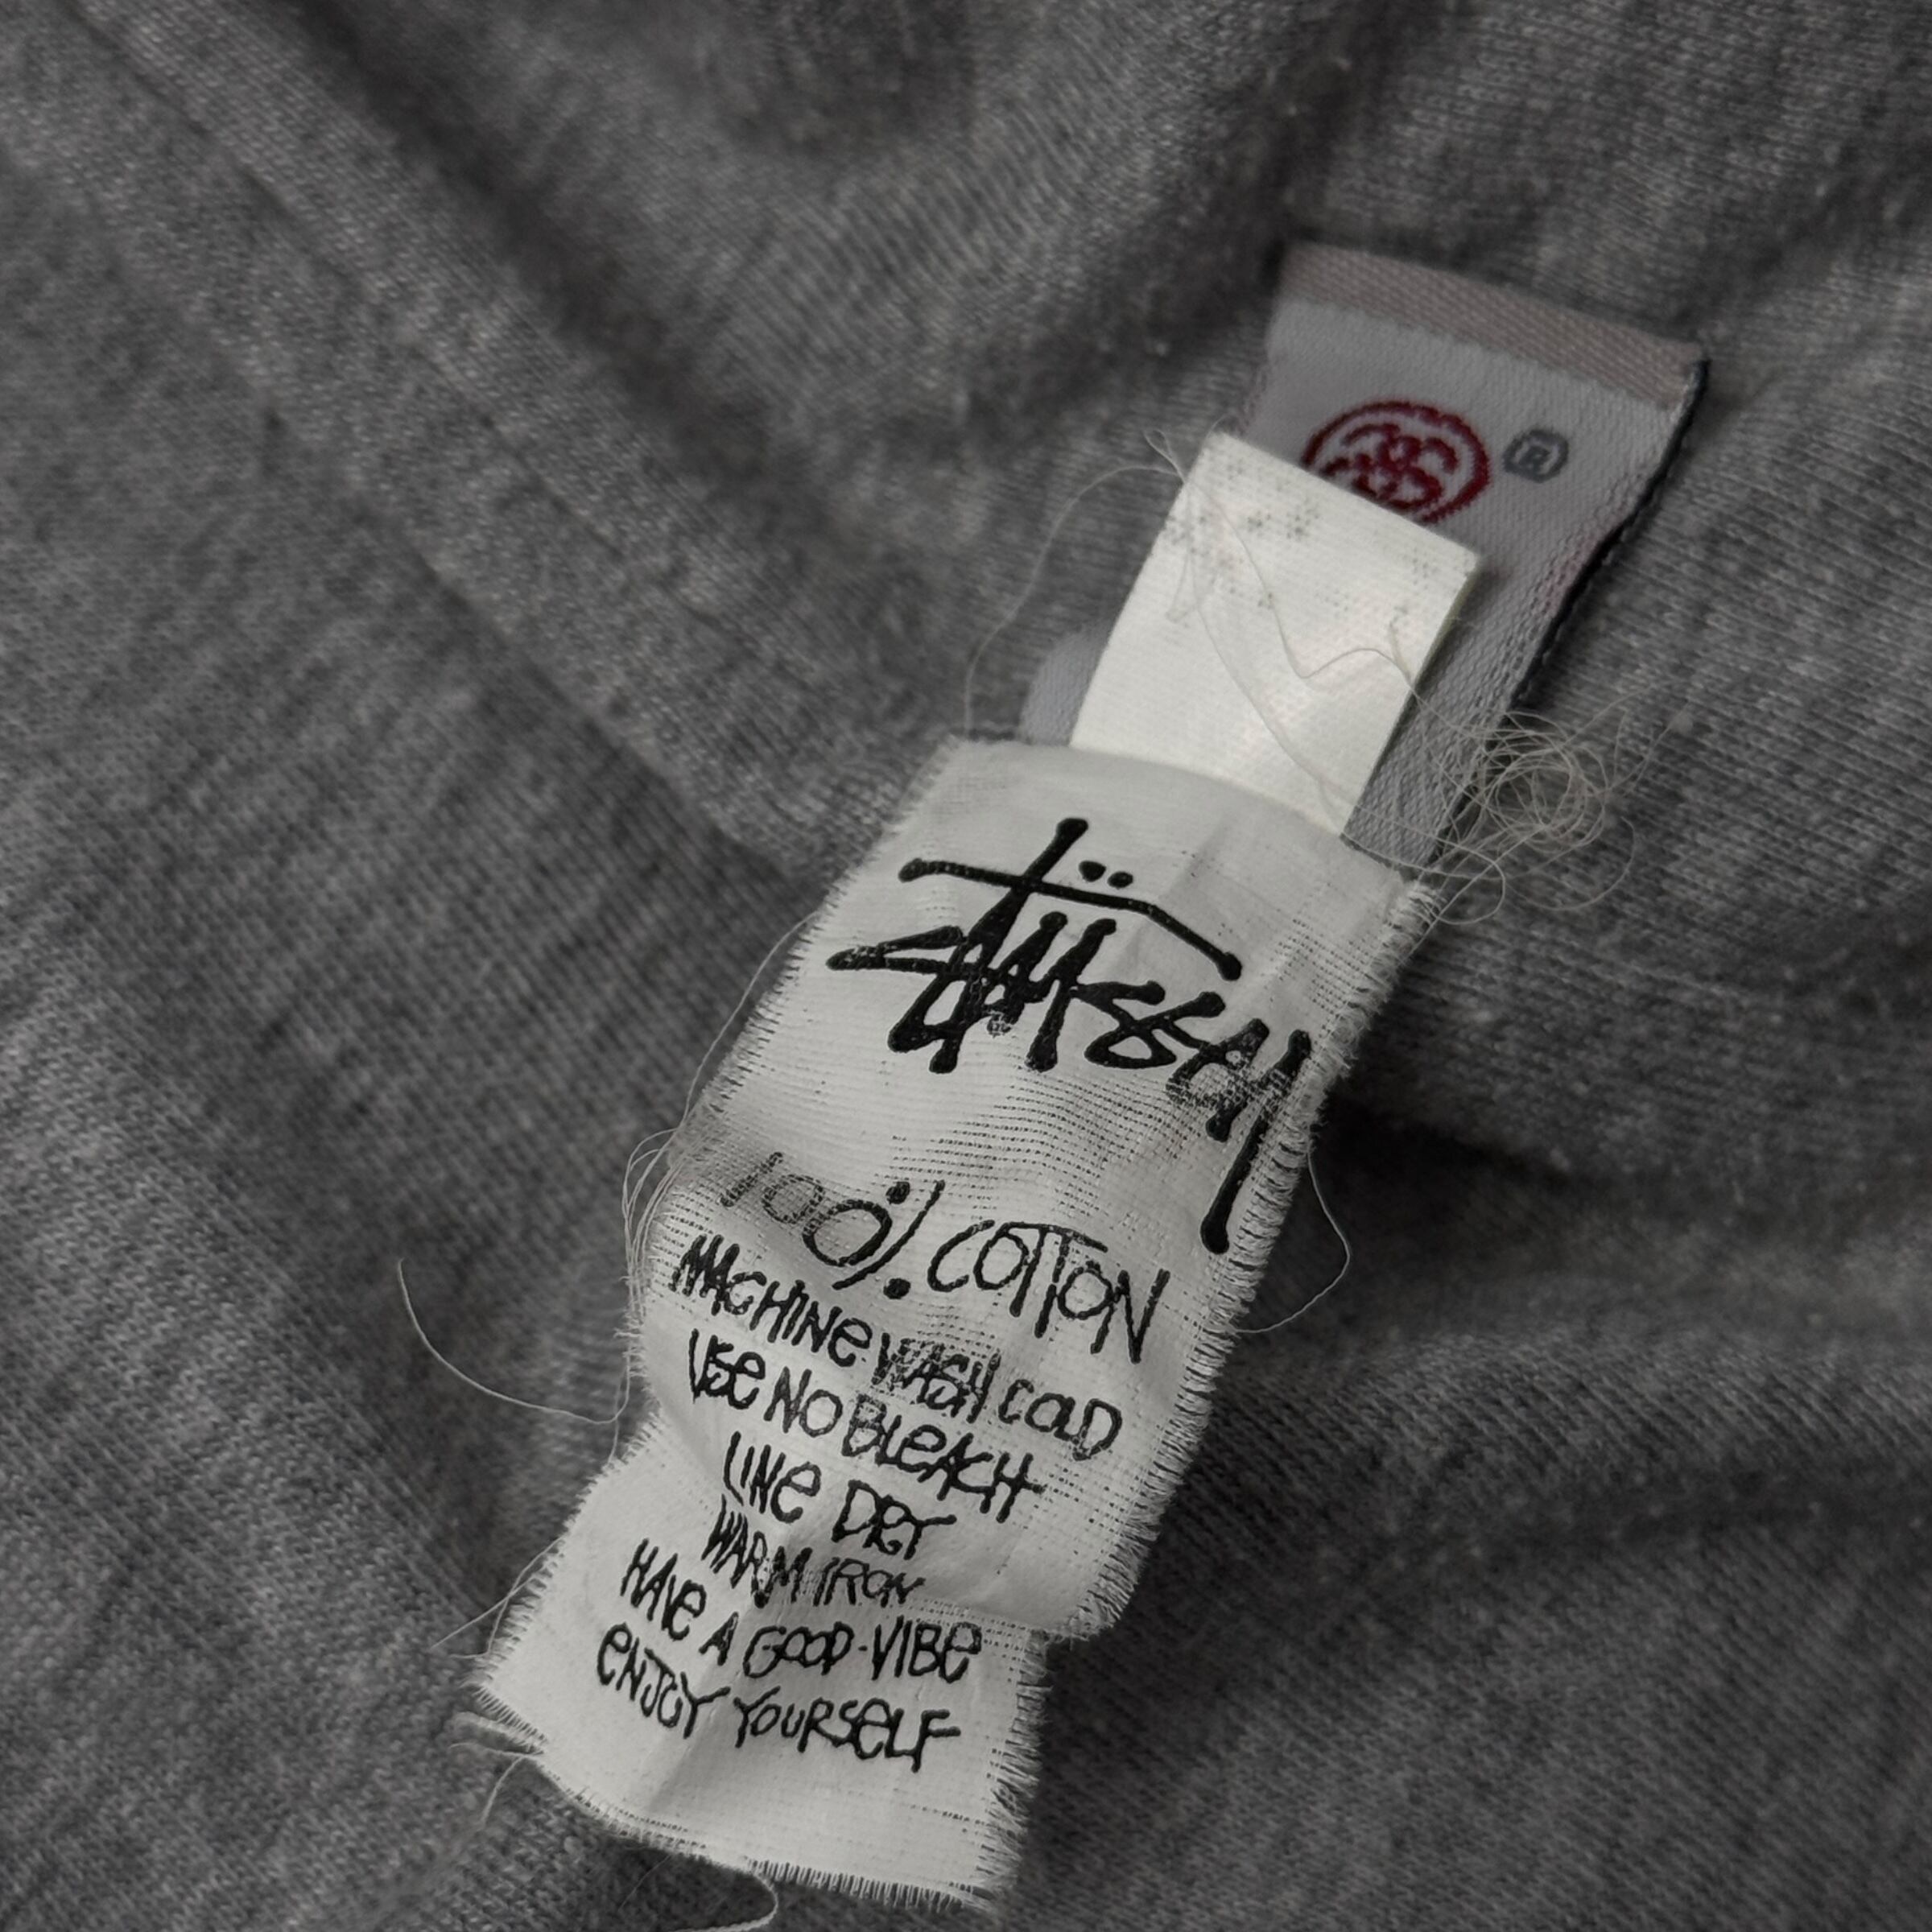 ®
Stüssy
100% COTTON
MACHINE WASH COLD
USE NO BLEACH
LINE DRY
WARM IRON
HAVE A GOOD·VIBE
ENJOY YOURSELF